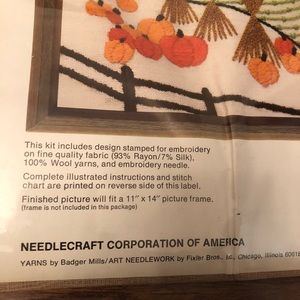 This kit includes design stamped for embroidery
on fine quality fabric (93% Rayon/7% Silk),
100% Wool yarns, and embroidery needle.
Complete illustrated instructions and stitch
chart are printed on reverse side of this label.
Finished picture will fit a 11" x 14" picture frame.
(frame is not included in this package)
NEEDLECRAFT CORPORATION OF AMERICA
YARNS by Badger Mills/ART NEEDLEWORK by Fixler Bros., Chicago, Illinois